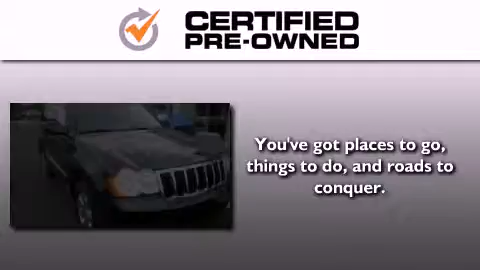 CERTIFIED
PRE-OWNED
You've got places to go,
things to do, and roads to
conquer.